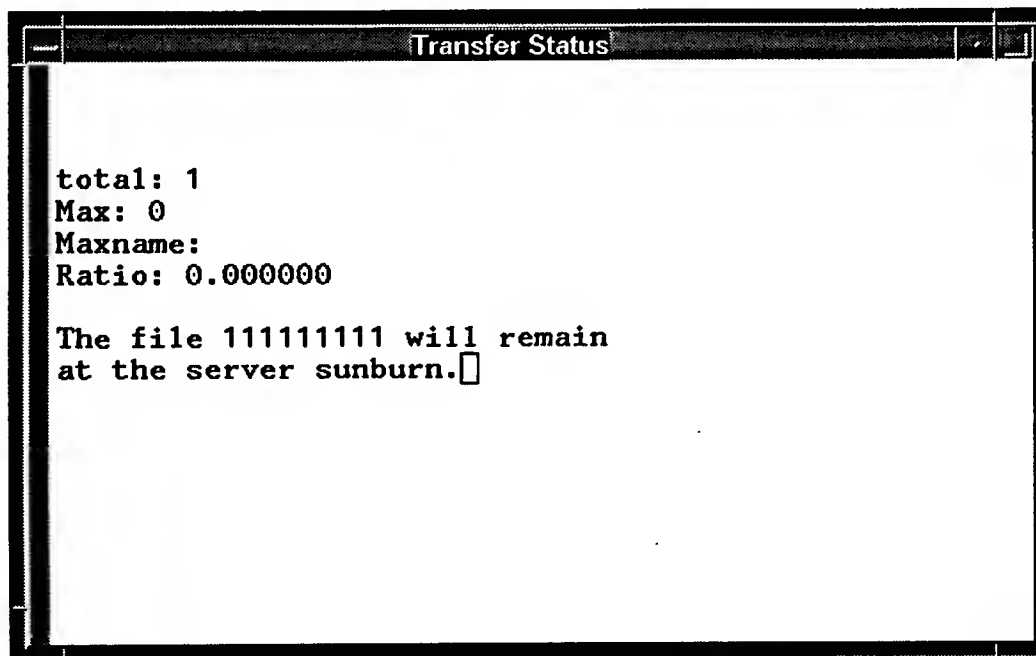 Transfer Status
total: 1
Max: 0
Maxname:
Ratio: 0.000000
The file 111111111 will remain
at the server sunburn.